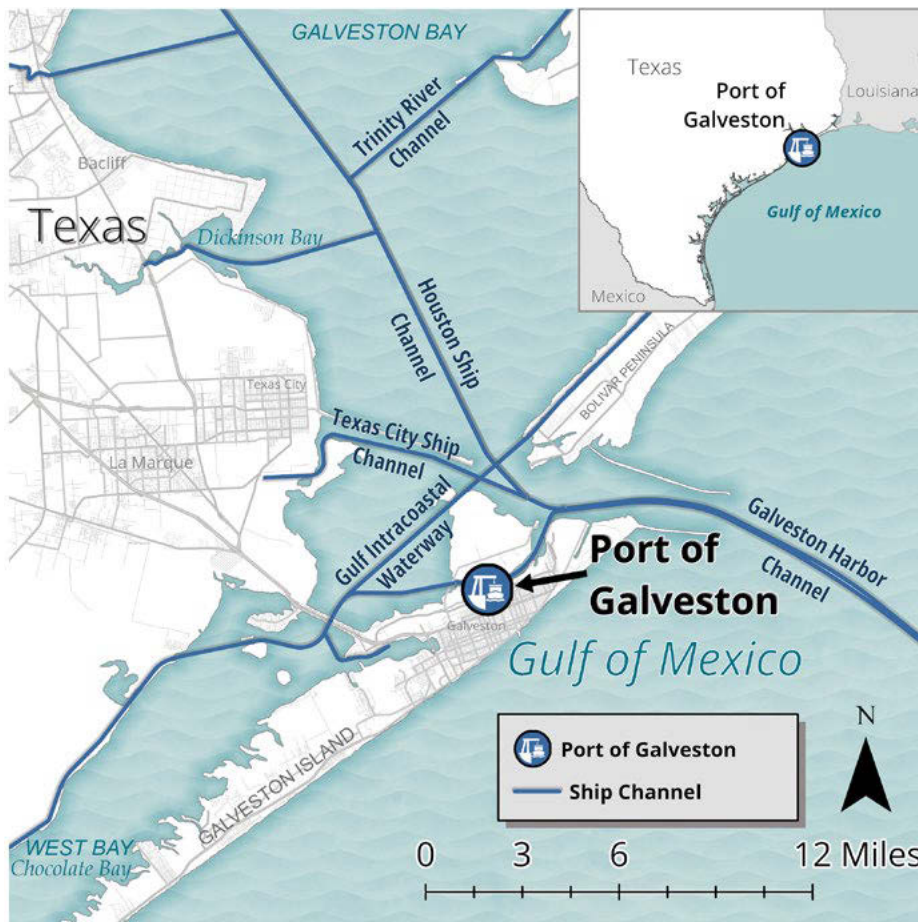 GALVESTON BAY
Trinity River
Channel
Bacliff
Texas
Dickinson Bay
Houston Ship
Channel
Texas City
BOLIVAR PENINSULA
Texas City Ship
Channel
La Marque
Gulf Intracoastal
Waterway
Galveston Harbor
Channel
Port of
Galveston
Galveston
Gulf of Mexico
GALVESTON ISLAND
WEST BAY
Chocolate Bay
Texas
Louisiana
Port of
Galveston
Gulf of Mexico
Mexico
Port of Galveston
Ship Channel
N
0 3 6 12 Miles